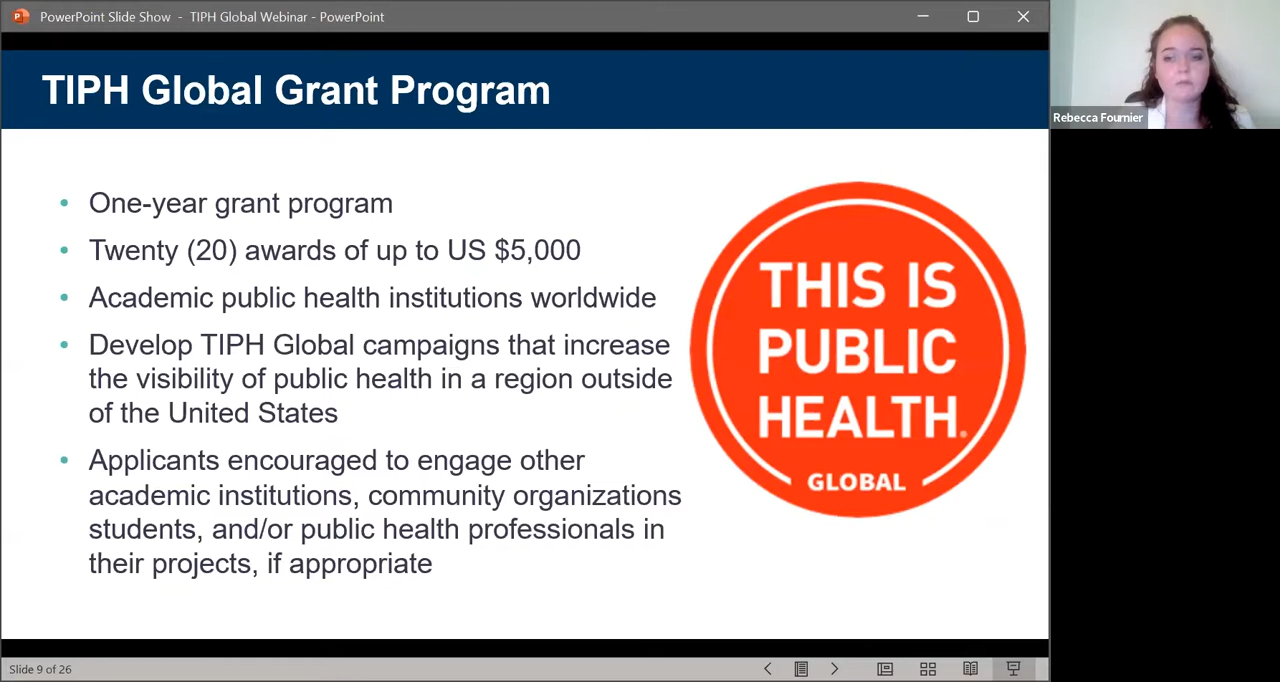 PowerPoint Slide Show - TIPH Global Webinar - PowerPoint
TIPH Global Grant Program
• One-year grant program
• Twenty (20) awards of up to US $5,000
• Academic public health institutions worldwide
• Develop TIPH Global campaigns that increase
the visibility of public health in a region outside
of the United States
• Applicants encouraged to engage other
academic institutions, community organizations
students, and/or public health professionals in
their projects, if appropriate
THIS IS
PUBLIC
HEALTH®
GLOBAL
Rebecca Fournier
Slide 9 of 26